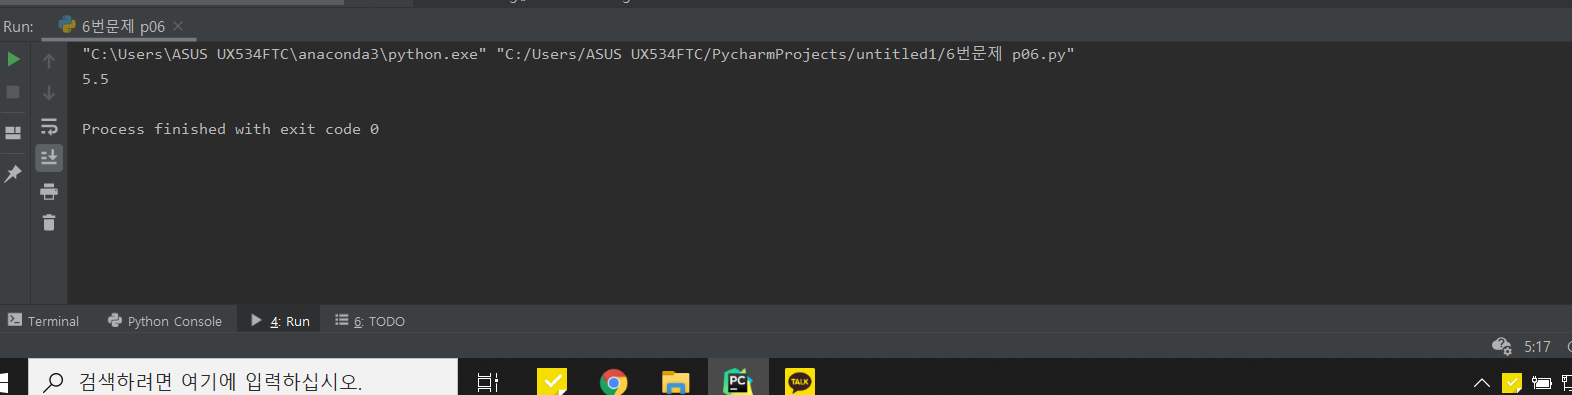 Run: 6번문제 p06
"C:\Users\ASUS UX534FTC\anaconda3\python.exe" "C:/Users/ASUS UX534FTC/PycharmProjects/untitled1/6번문제 p06.py"
5.5
Process finished with exit code 0
Terminal Python Console 4: Run 6: TODO
5:17
검색하려면 여기에 입력하십시오.
PC
TALK